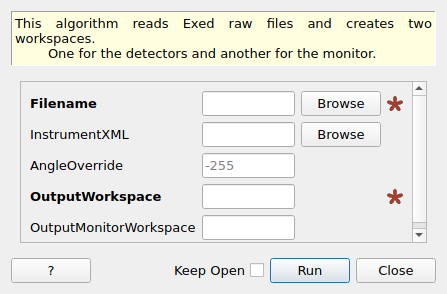 This algorithm reads Exed raw files and creates two
workspaces.
One for the detectors and another for the monitor.
Filename
Browse
InstrumentXML
Browse
AngleOverride
-255
OutputWorkspace
OutputMonitorWorkspace
?
Keep Open
Run
Close